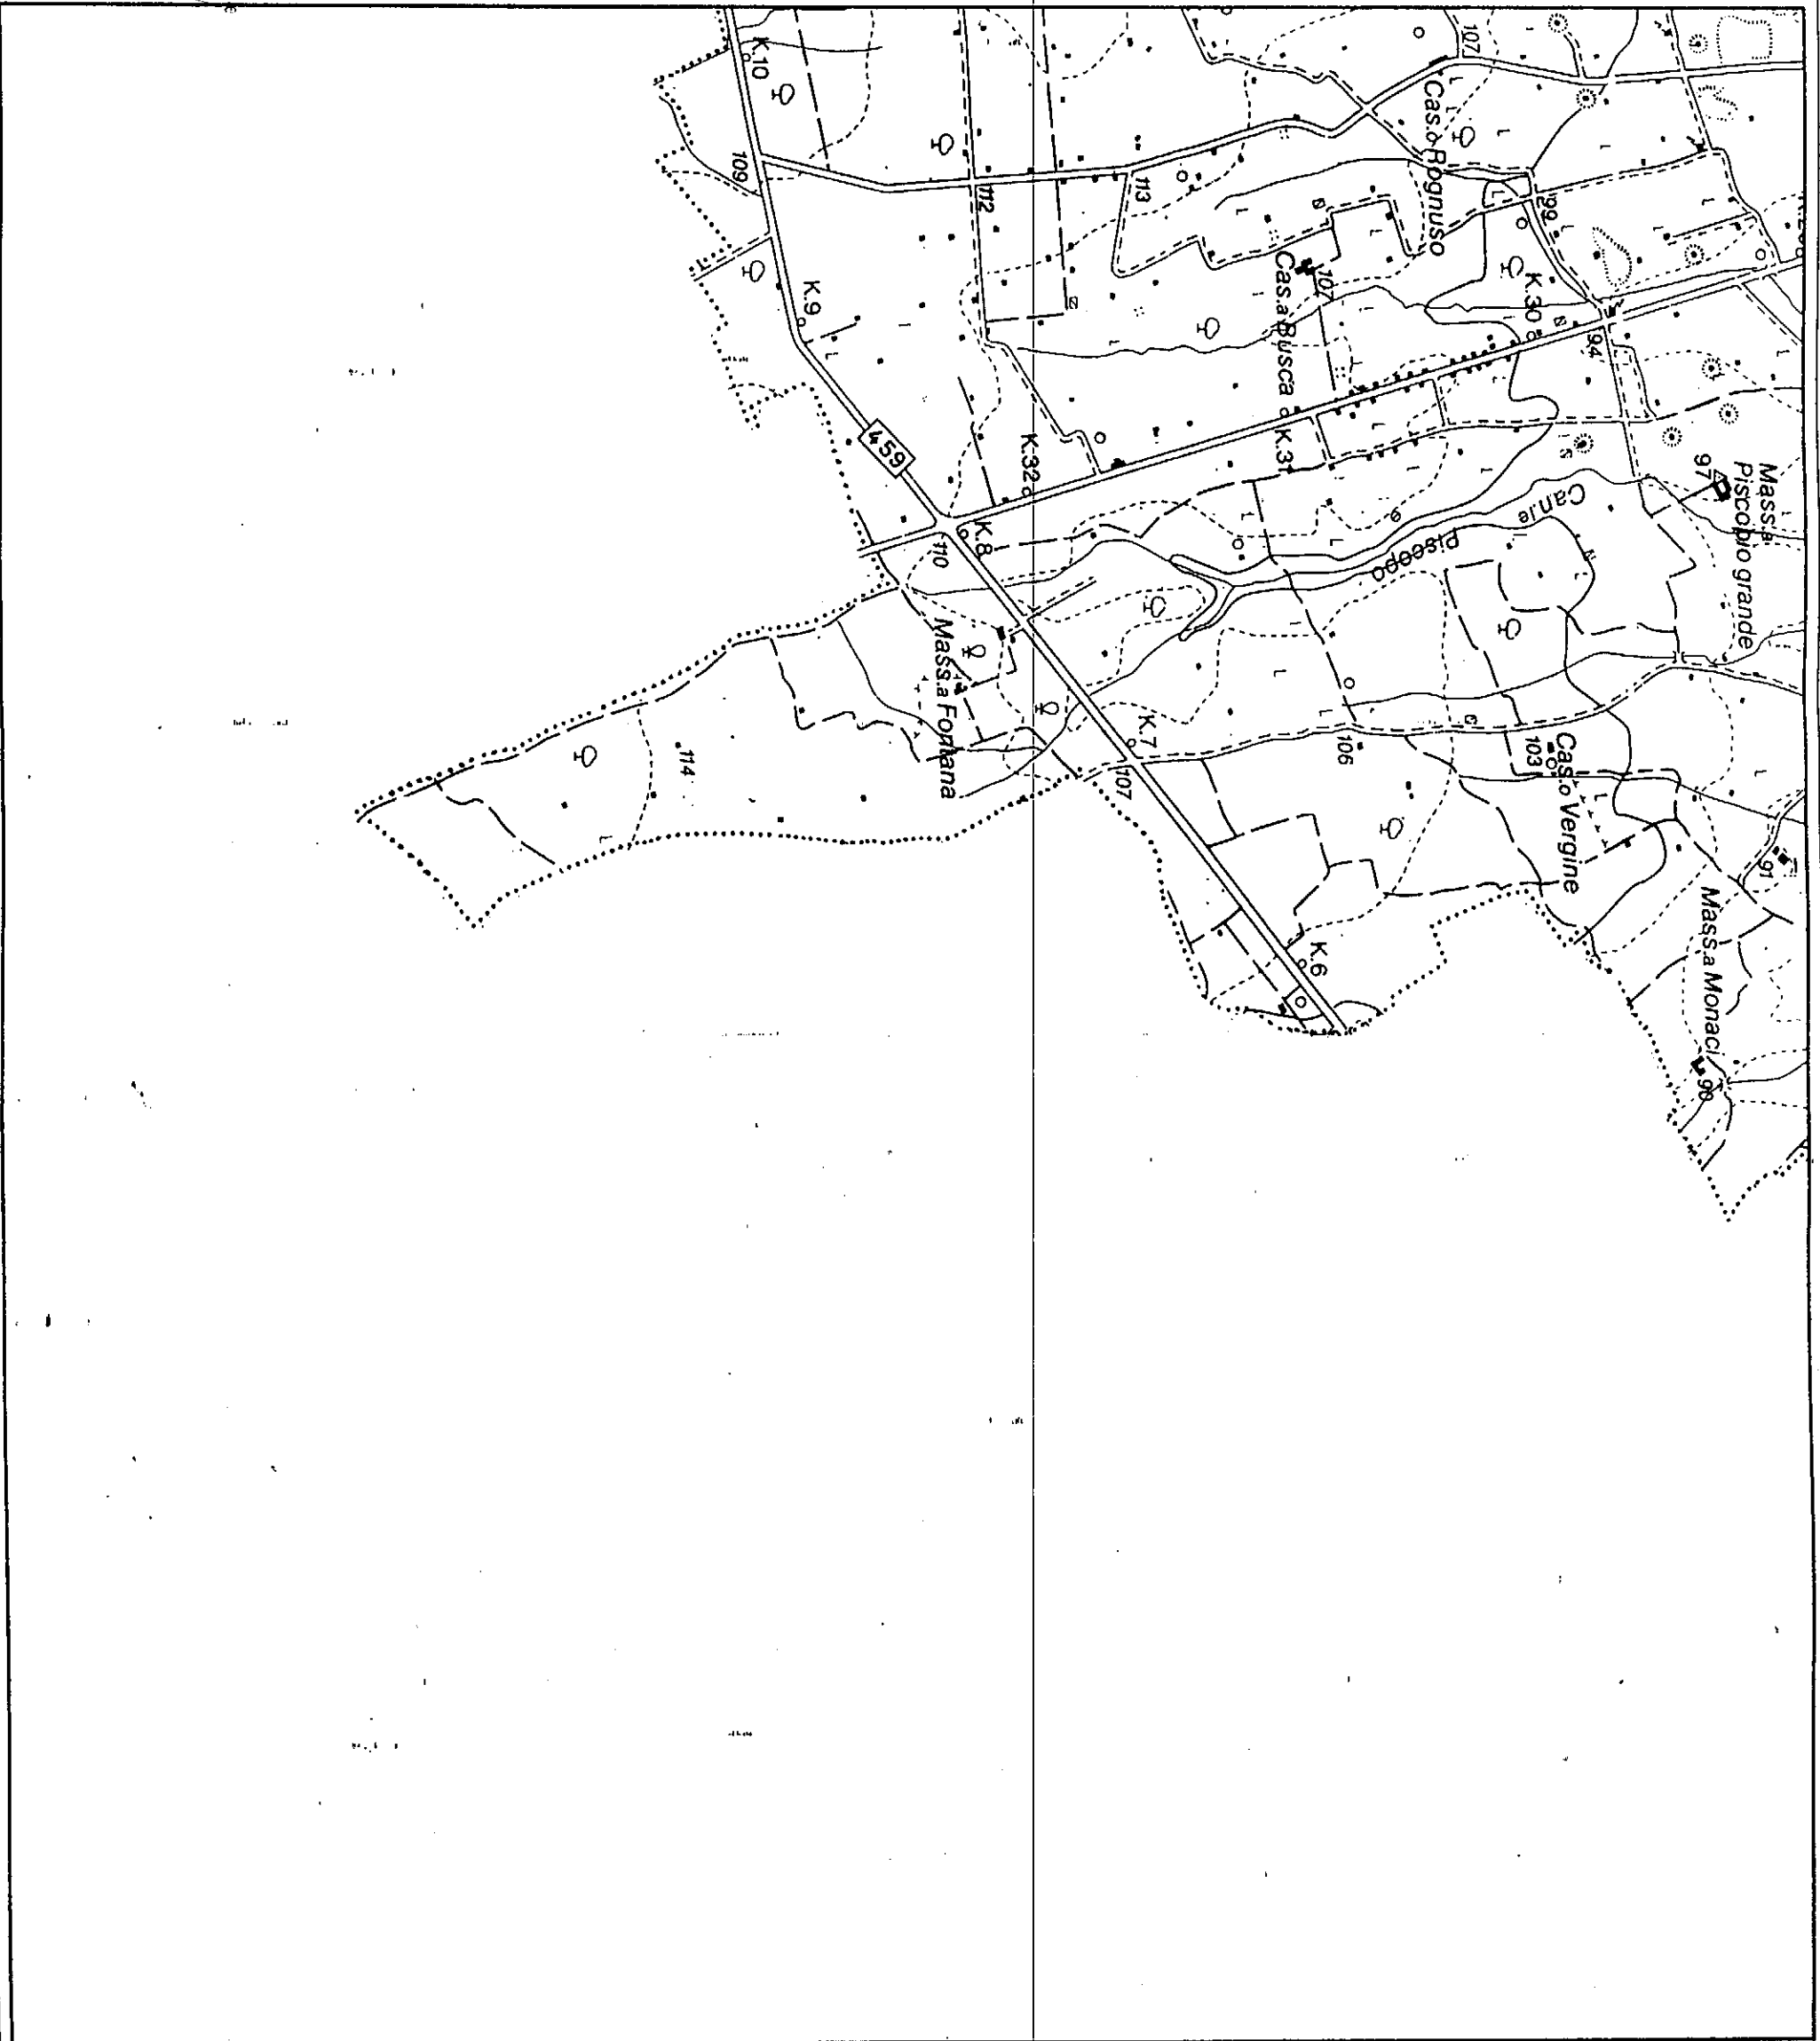 Mass.a
Piscopio grande
97
Mass.a Monaci
90
91
94
K.30
99
Cas.o Vergine
103
Can.le
Piscopo
Cas.o Rognuso
107
106
K.6
107
Cas.a Busca
K.31
K.7
107
113
K.32
K.8
112
110
Mass.a Fontana
459
K.9
K.10
109
114